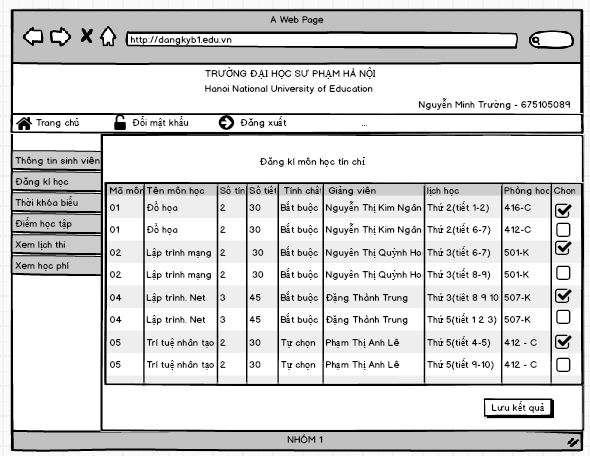 A Web Page
http://dangkyb1.edu.vn
TRƯỜNG ĐẠI HỌC SƯ PHẠM HÀ NỘI
Hanoi National University of Education
Nguyễn Minh Trường - 675105089
Trang chủ Đổi mật khẩu Đăng xuất ...
Thông tin sinh viên
Đăng kí học
Thời khóa biểu
Điểm học tập
Xem lịch thi
Xem học phí
Đăng kí môn học tín chỉ
Mã môn Tên môn học Số tín Số tiết Tính chất Giảng viên lịch học Phòng học Chọn
01 Đồ họa 2 30 Bắt buộc Nguyễn Thị Kim Ngân Thứ 2(tiết 1-2) 416-C
01 Đồ họa 2 30 Bắt buộc Nguyễn Thị Kim Ngân Thứ 2(tiết 6-7) 412-C
02 Lập trình mạng 2 30 Bắt buộc Nguyễn Thị Quỳnh Ho Thứ 3(tiết 6-7) 501-K
02 Lập trình mạng 2 30 Bắt buộc Nguyên Thị Quỳnh Ho Thứ 3(tiết 8-9) 501-K
04 Lập trình. Net 3 45 Bắt buộc Đặng Thành Trung Thứ 3(tiết 8 9 10 507-K
04 Lập trình. Net 3 45 Bắt buộc Đặng Thành Trung Thứ 5(tiết 1 2 3) 507-K
05 Trí tuệ nhân tạo 2 30 Tự chọn Phạm Thị Anh Lê Thứ 5(tiết 4-5) 412 - C
05 Trí tuệ nhân tạo 2 30 Tự chọn Phạm Thị Anh Lê Thứ 5(tiết 9-10) 412 - C
Lưu kết quả
NHÓM 1